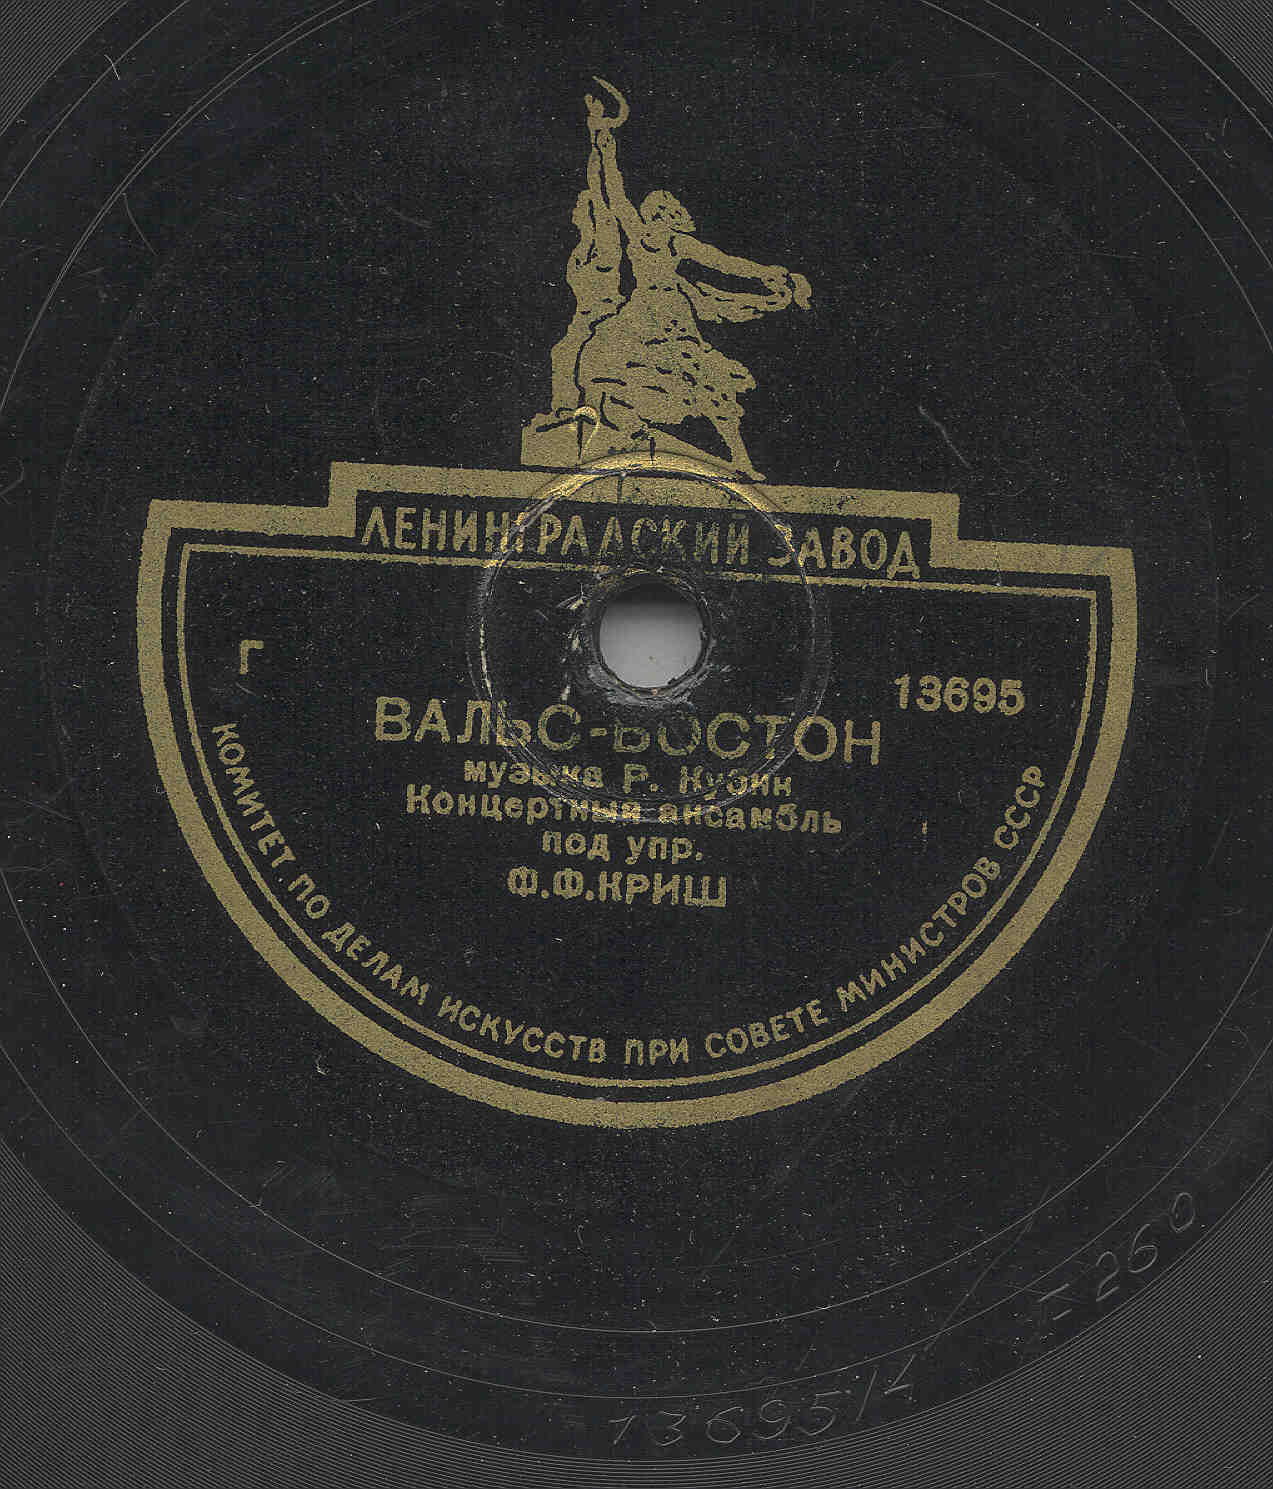 ЛЕНИНГРАДСКИЙ ЗАВОД
Г
13695
ВАЛЬС-БОСТОН
музыка Р. Кузин
Концертный ансамбль
под упр.
Ф.Ф.КРИШ
КОМИТЕТ ПО ДЕЛАМ ИСКУССТВ ПРИ СОВЕТЕ МИНИСТРОВ СССР
13695/
260